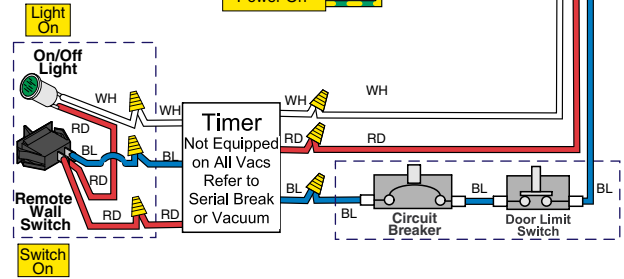 Power On
Light
On
On/Off
Light
WH
WH
WH
WH
RD
BL
BL
RD
RD
RD
Timer
Not Equipped
on All Vacs
Refer to
Serial Break
or Vacuum
RD
RD
BL
BL
BL
BL
BL
Remote
Wall
Switch
Circuit
Breaker
Door Limit
Switch
Switch
On